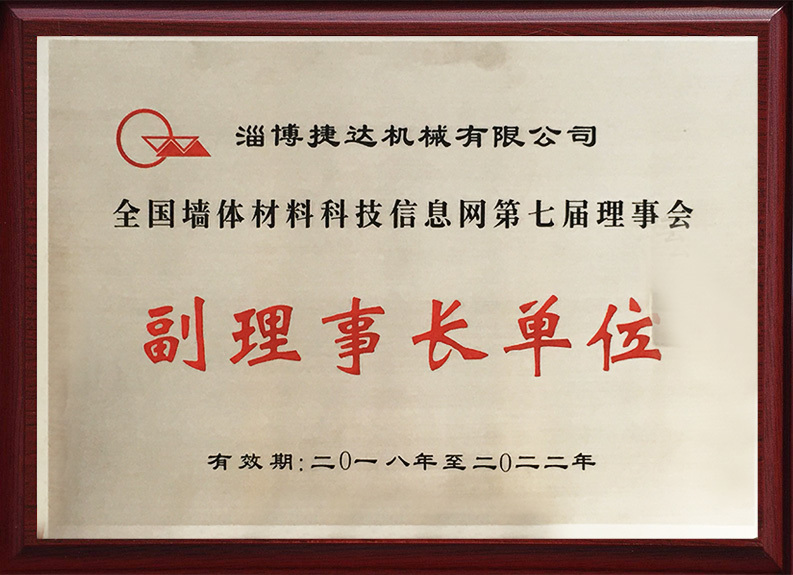 淄博捷达机械有限公司
全国墙体材料科技信息网第七届理事会
副理事长单位
有效期:二〇一八年至二〇二二年